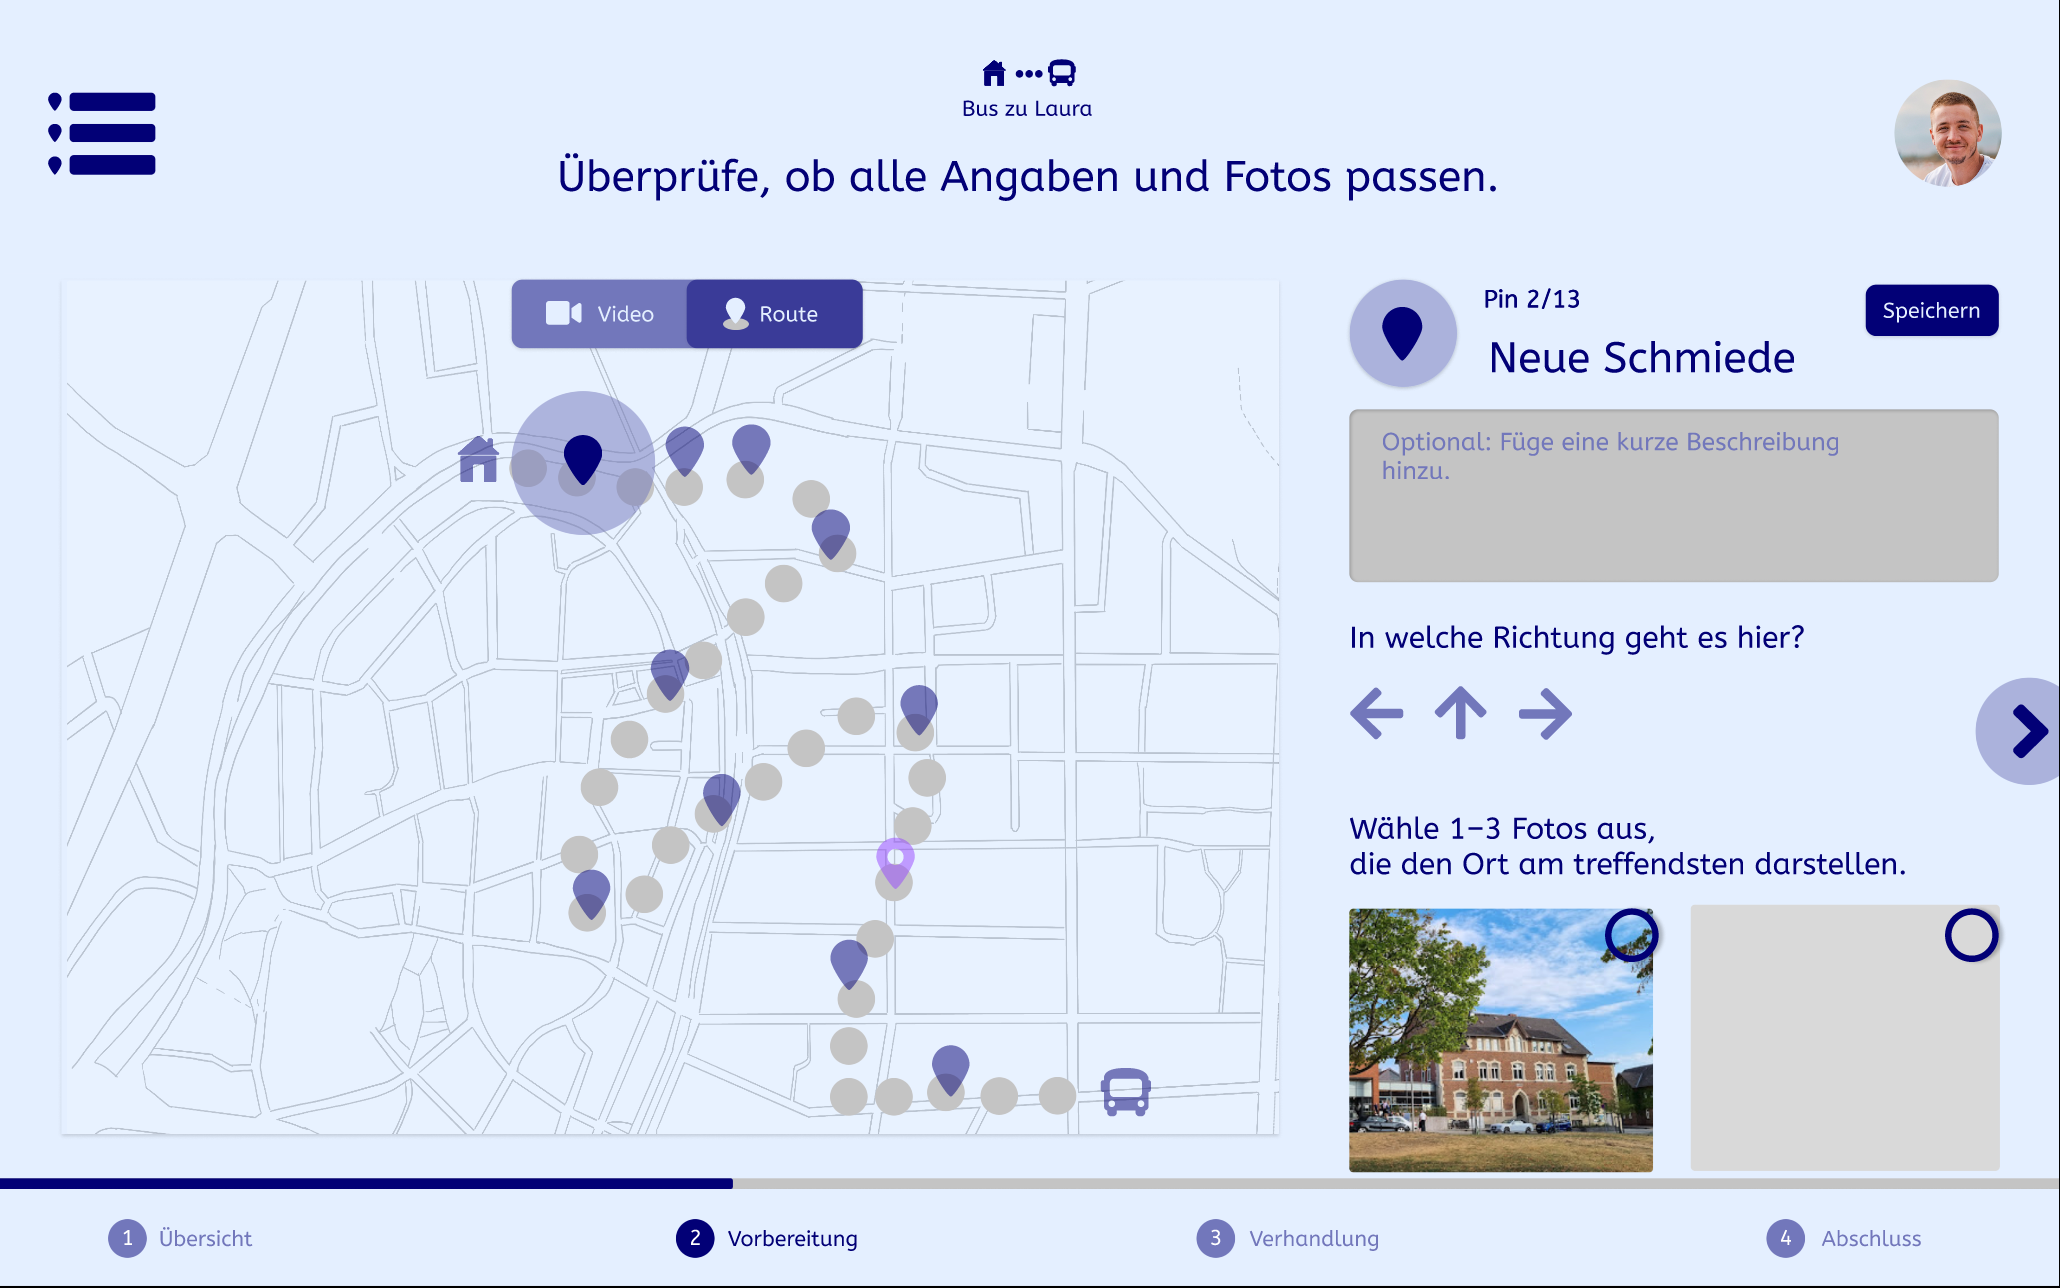 Bus zu Laura
Überprüfe, ob alle Angaben und Fotos passen.
Video
Route
Pin 2/13
Neue Schmiede
Speichern
Optional: Füge eine kurze Beschreibung
hinzu.
In welche Richtung geht es hier?
Wähle 1–3 Fotos aus,
die den Ort am treffendsten darstellen.
1 Übersicht
2 Vorbereitung
3 Verhandlung
4 Abschluss